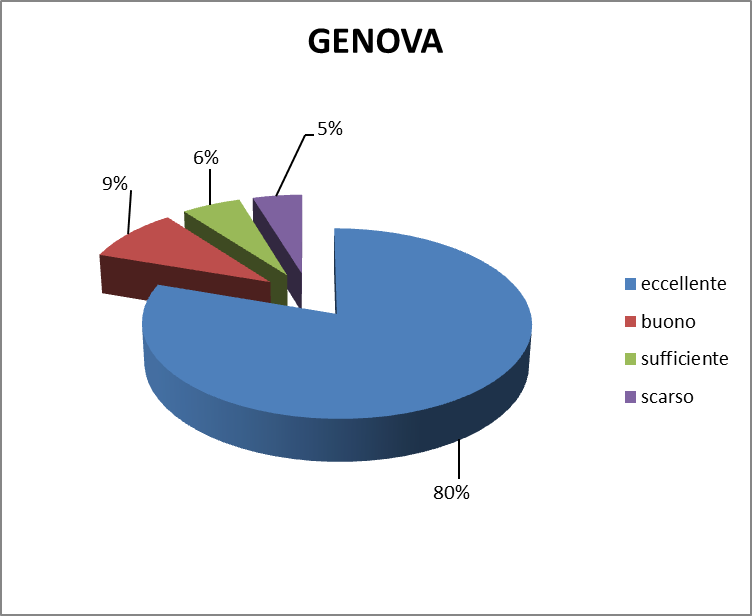 GENOVA
5%
6%
9%
eccellente
buono
sufficiente
scarso
80%